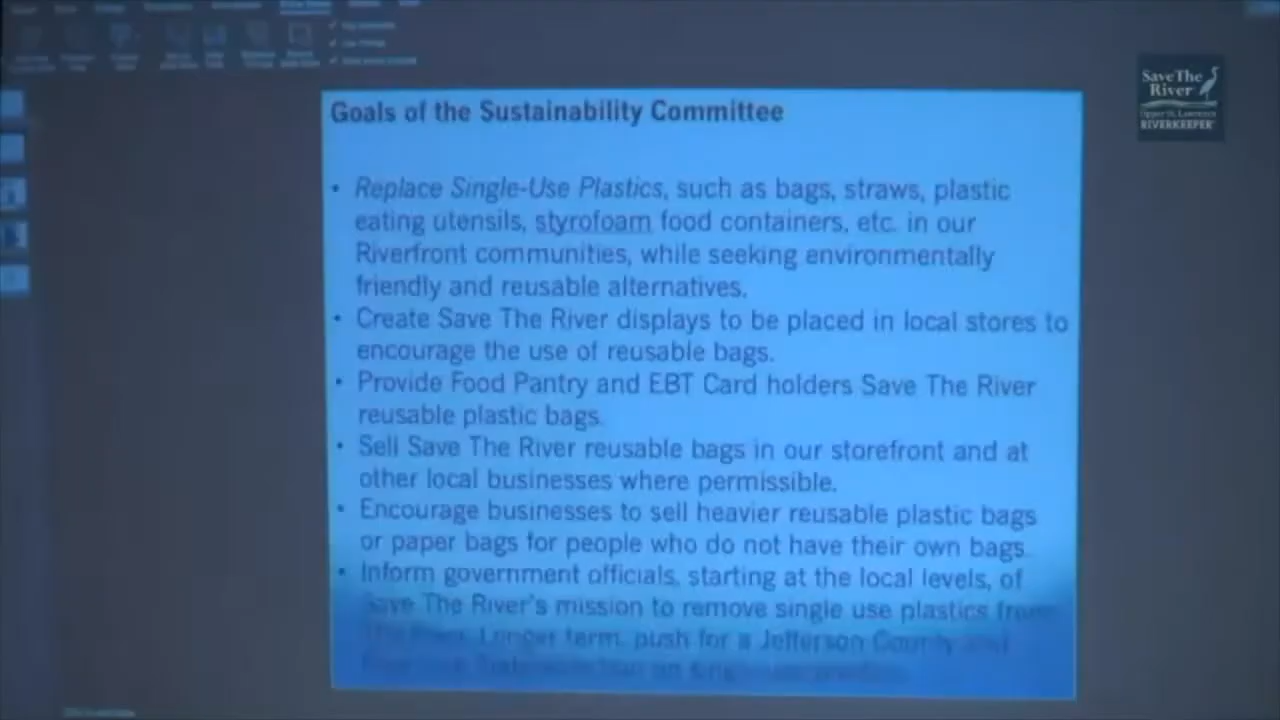 Save The
River
Upper St. Lawrence
RIVERKEEPER
Goals of the Sustainability Committee
• Replace Single-Use Plastics, such as bags, straws, plastic
eating utensils, styrofoam food containers, etc. in our
Riverfront communities, while seeking environmentally
friendly and reusable alternatives.
• Create Save The River displays to be placed in local stores to
encourage the use of reusable bags.
• Provide Food Pantry and EBT Card holders Save The River
reusable plastic bags.
• Sell Save The River reusable bags in our storefront and at
other local businesses where permissible.
• Encourage businesses to sell heavier reusable plastic bags
or paper bags for people who do not have their own bags.
• Inform government officials, starting at the local levels, of
Save The River's mission to remove single use plastics from
The River. Longer term, push for a Jefferson County and